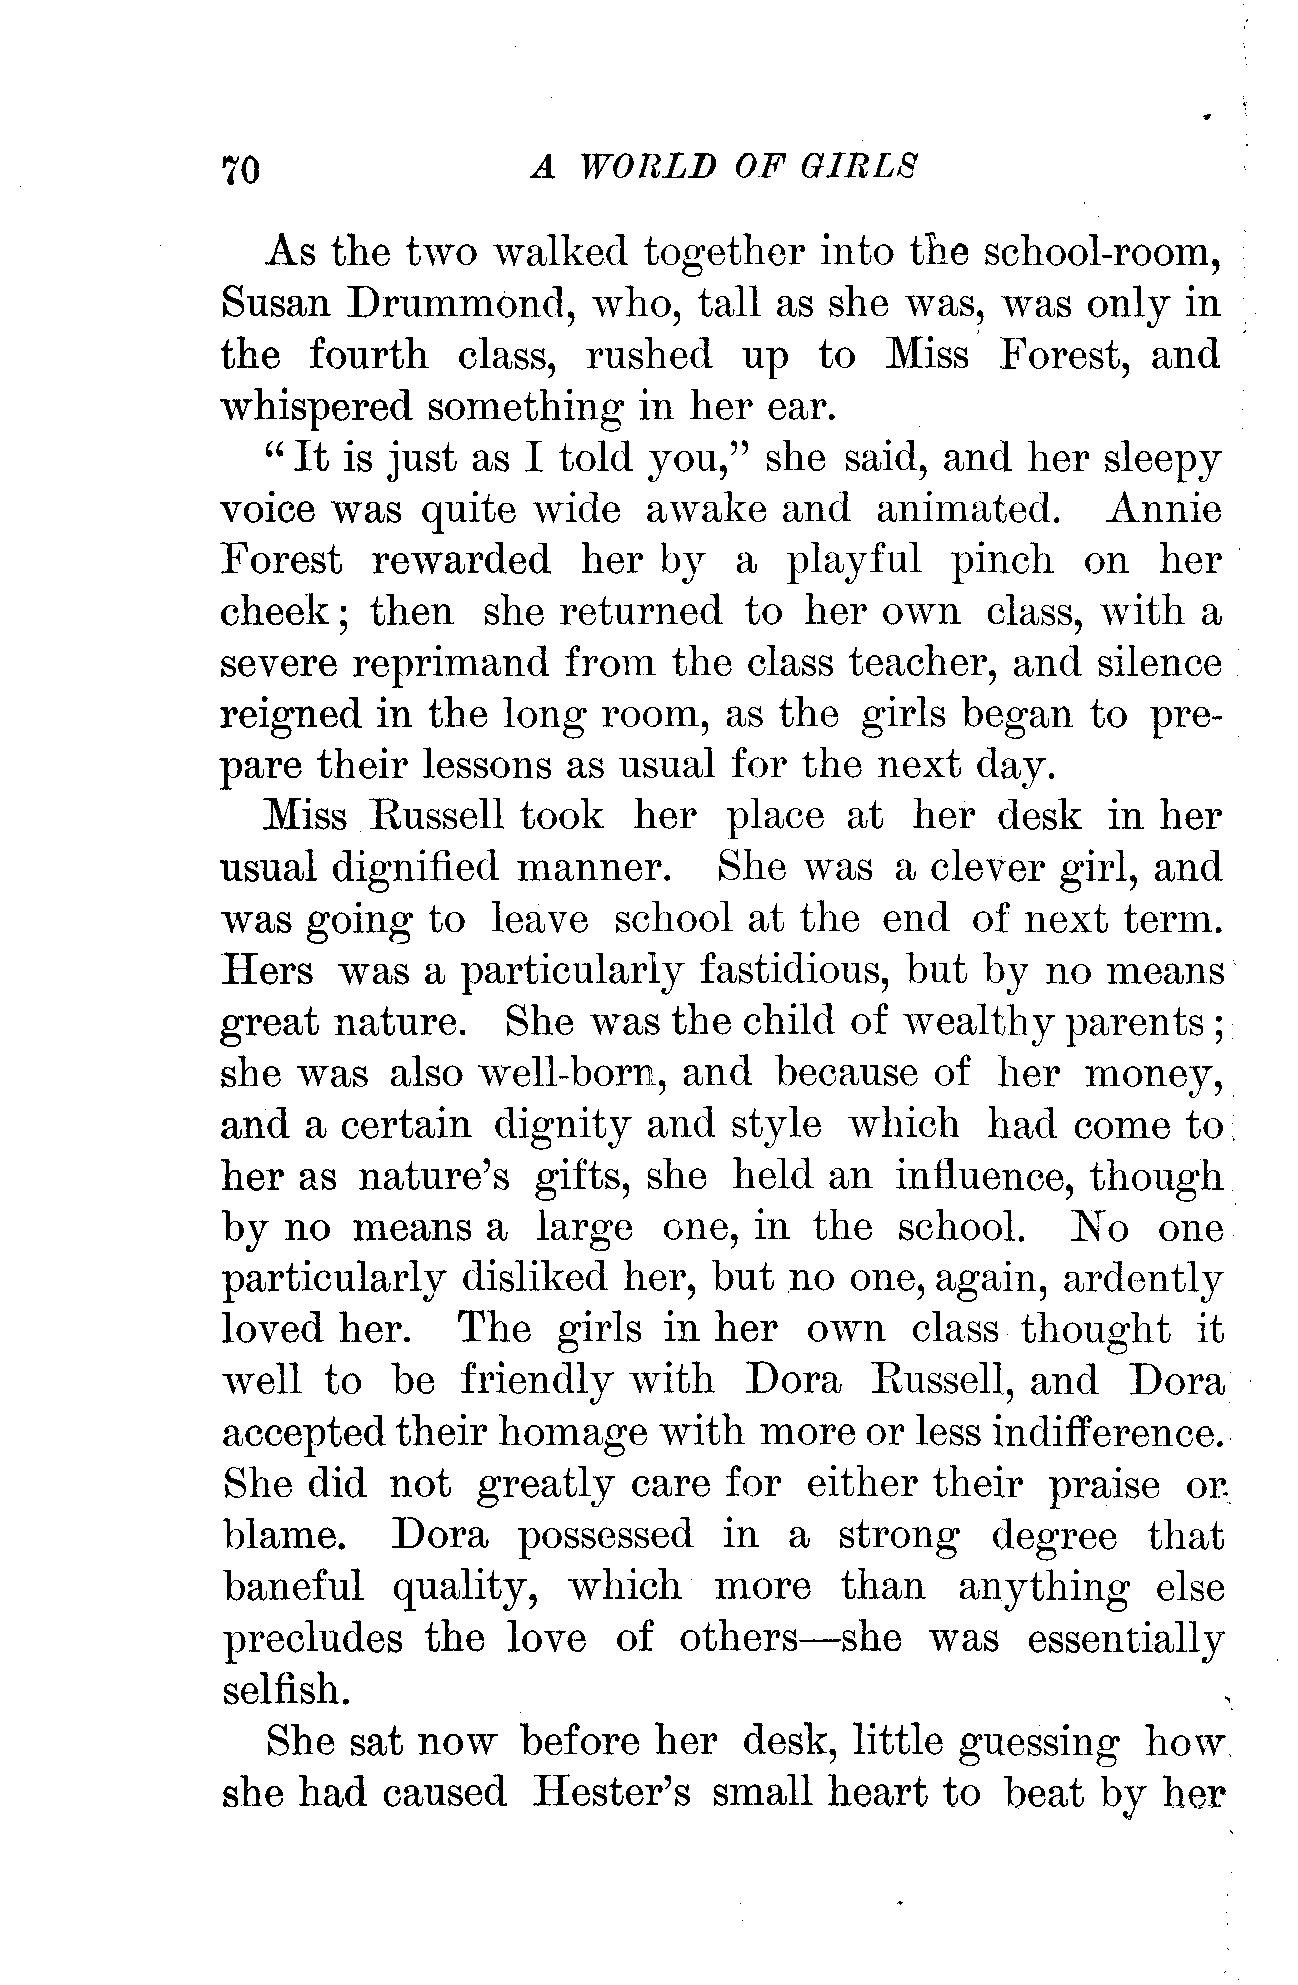 70 A WORLD OF GIRLS
As the two walked together into the school-room,
Susan Drummond, who, tall as she was, was only in
the fourth class, rushed up to Miss Forest, and
whispered something in her ear.
“It is just as I told you,” she said, and her sleepy
voice was quite wide awake and animated. Annie
Forest rewarded her by a playful pinch on her
cheek; then she returned to her own class, with a
severe reprimand from the class teacher, and silence
reigned in the long room, as the girls began to pre-
pare their lessons as usual for the next day.
Miss Russell took her place at her desk in her
usual dignified manner. She was a clever girl, and
was going to leave school at the end of next term.
Hers was a particularly fastidious, but by no means
great nature. She was the child of wealthy parents;
she was also well-born, and because of her money,
and a certain dignity and style which had come to
her as nature’s gifts, she held an influence, though
by no means a large one, in the school. No one
particularly disliked her, but no one, again, ardently
loved her. The girls in her own class thought it
well to be friendly with Dora Russell, and Dora
accepted their homage with more or less indifference.
She did not greatly care for either their praise or
blame. Dora possessed in a strong degree that
baneful quality, which more than anything else
precludes the love of others—she was essentially
selfish.
She sat now before her desk, little guessing how
she had caused Hester’s small heart to beat by her